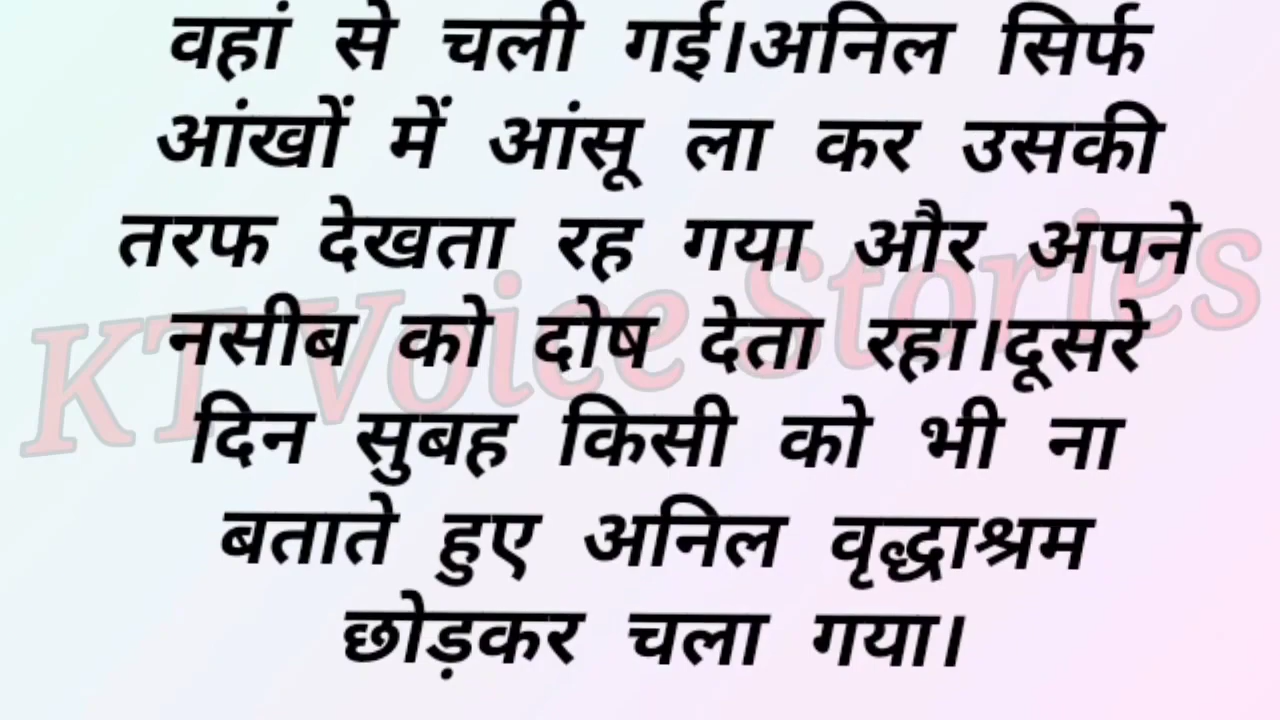 वहां से चली गई।अनिल सिर्फ
आंखों में आंसू ला कर उसकी
तरफ देखता रह गया और अपने
नसीब को दोष देता रहा।दूसरे
दिन सुबह किसी को भी ना
बताते हुए अनिल वृद्धाश्रम
छोड़कर चला गया।
KT Voice Stories